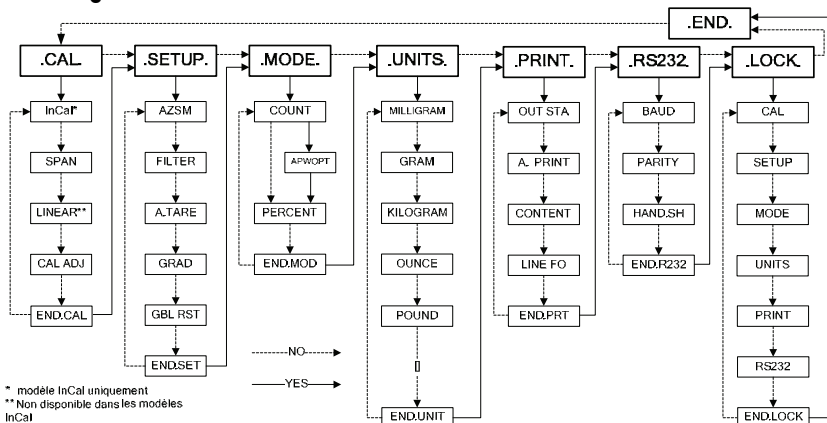 .END.
.CAL.
.SETUP.
.MODE.
.UNITS.
.PRINT.
.RS232.
.LOCK.
InCal*
SPAN
LINEAR**
CAL ADJ
END.CAL
AZSM
FILTER
A.TARE
GRAD
GBL RST
END.SET
COUNT
APWOPT
PERCENT
END.MOD
MILLIGRAM
GRAM
KILOGRAM
OUNCE
POUND
END.UNIT
OUT STA
A.. PRINT
CONTENT
LINE FO
END.PRT
BAUD
PARITY
HAND.SH
END.R232
CAL
SETUP
MODE
UNITS
PRINT
RS232
END.LOCK
NO
YES
* modèle InCal uniquement
** Non disponible dans les modèles
InCal